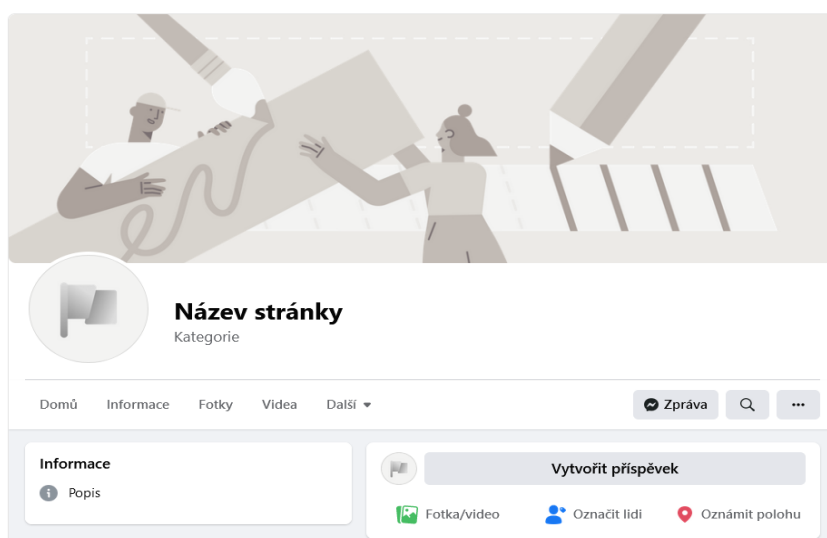 Název stránky
Kategorie
Domů Informace Fotky Videa Další
Zpráva
Informace
Popis
Vytvořit příspěvek
Fotka/video Označit lidi Oznámit polohu